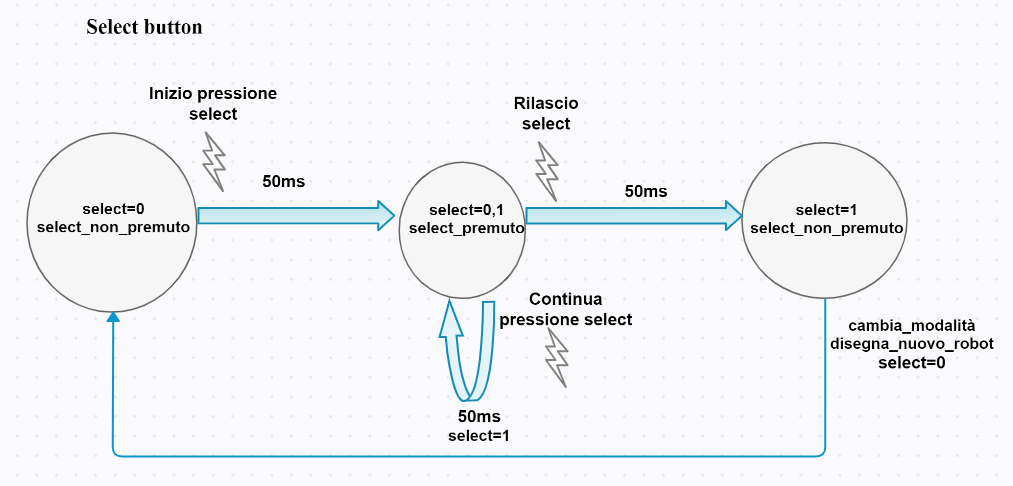 Select button
Inizio pressione
select
50ms
select=0
select_non_premuto
Rilascio
select
50ms
select=0,1
select_premuto
select=1
select_non_premuto
Continua
pressione select
50ms
select=1
cambia_modalità
disegna_nuovo_robot
select=0